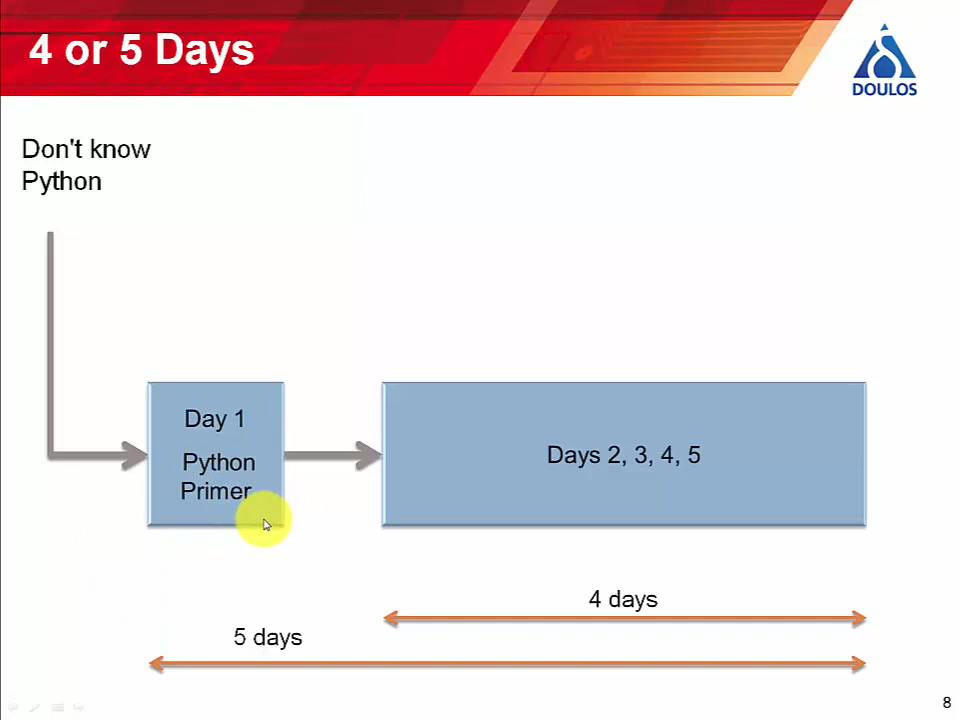 4 or 5 Days
DOULOS
Don't know
Python
Day 1
Python
Primer
Days 2, 3, 4, 5
4 days
5 days
8